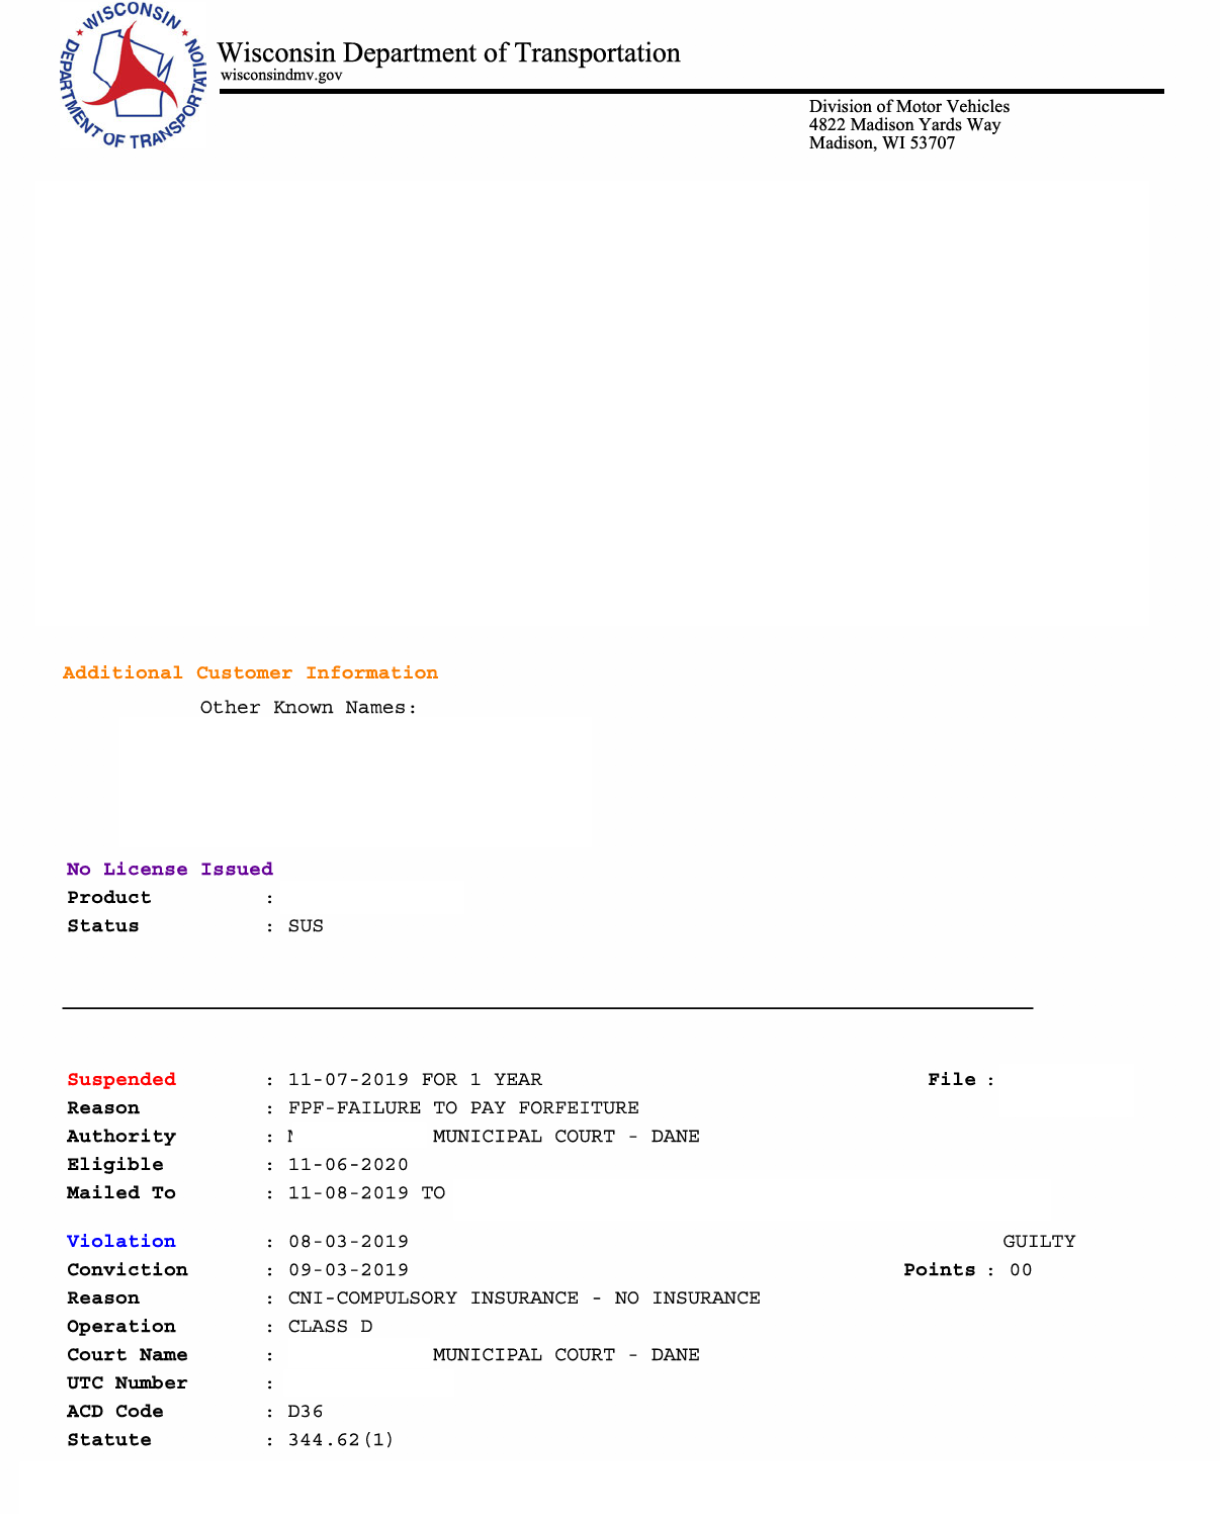 WISCONSIN
DEPARTMENT OF TRANSPORTATION
Wisconsin Department of Transportation
wisconsindmv.gov
Division of Motor Vehicles
4822 Madison Yards Way
Madison, WI 53707
Additional Customer Information
Other Known Names:
No License Issued
Product :
Status : SUS
Suspended : 11-07-2019 FOR 1 YEAR File :
Reason : FPF-FAILURE TO PAY FORFEITURE
Authority : MUNICIPAL COURT - DANE
Eligible : 11-06-2020
Mailed To : 11-08-2019 TO
Violation : 08-03-2019 GUILTY
Conviction : 09-03-2019 Points : 00
Reason : CNI-COMPULSORY INSURANCE - NO INSURANCE
Operation : CLASS D
Court Name : MUNICIPAL COURT - DANE
UTC Number :
ACD Code : D36
Statute : 344.62(1)